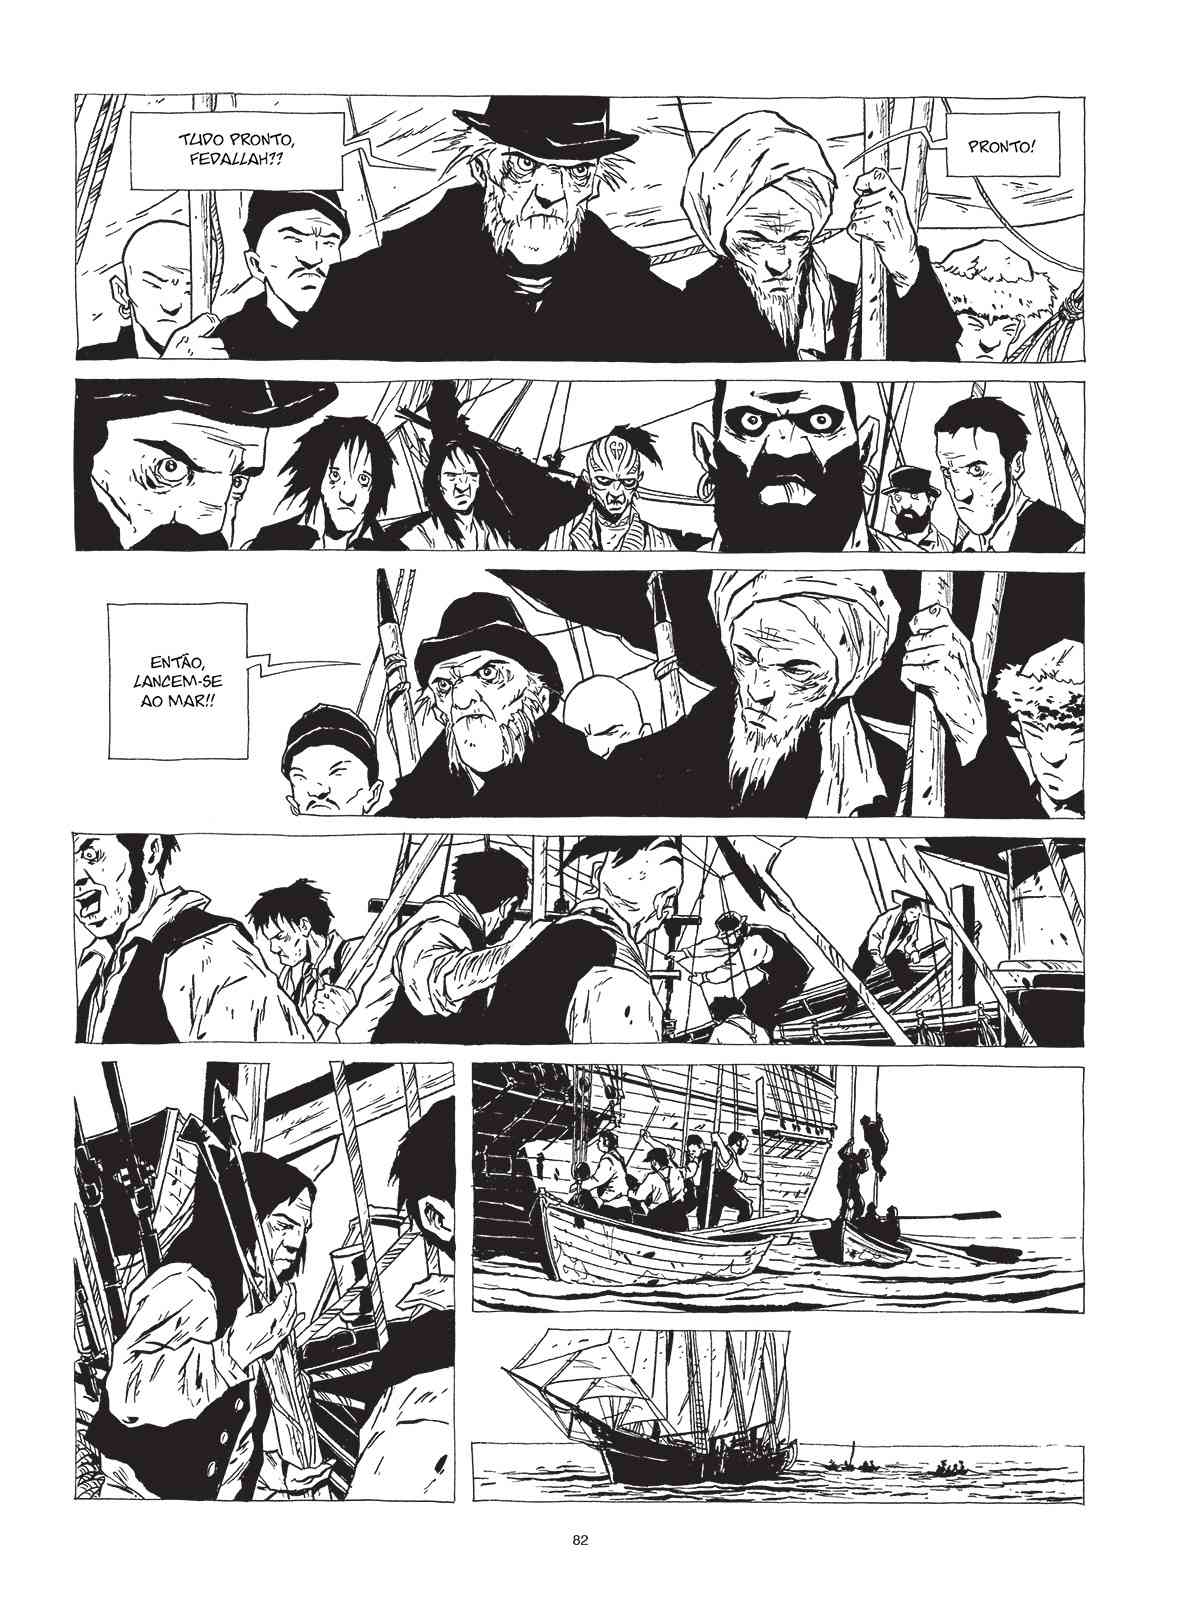 TUDO PRONTO,
FEDALLAH??
PRONTO!
ENTÃO,
LANCEM-SE
AO MAR!!
82